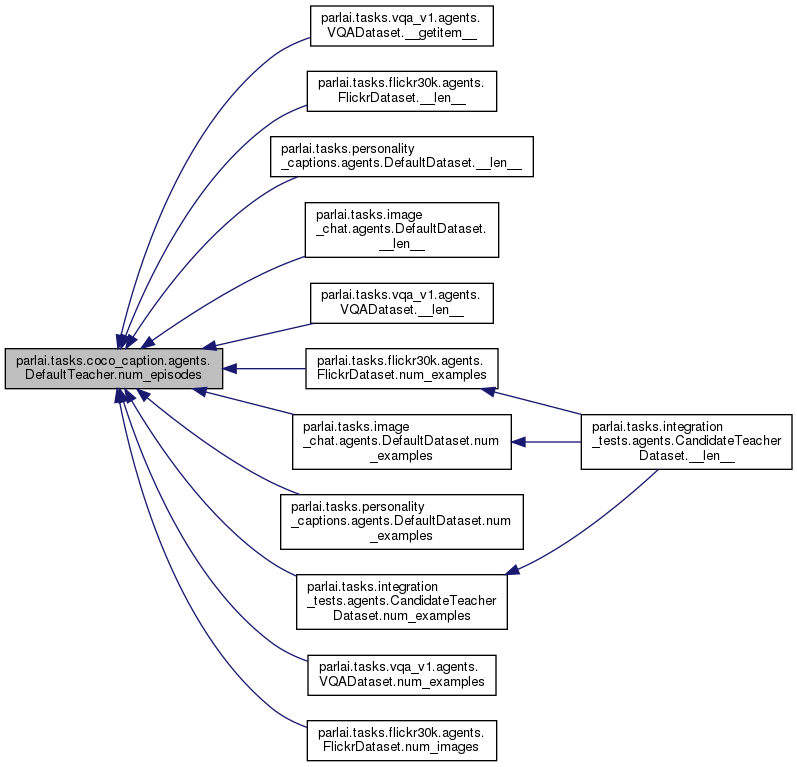 parlai.tasks.vqa_v1.agents.
VQADataset.__getitem__
parlai.tasks.flickr30k.agents.
FlickrDataset.__len__
parlai.tasks.personality
_captions.agents.DefaultDataset.__len__
parlai.tasks.image
_chat.agents.DefaultDataset.
__len__
parlai.tasks.vqa_v1.agents.
VQADataset.__len__
parlai.tasks.coco_caption.agents.
DefaultTeacher.num_episodes
parlai.tasks.flickr30k.agents.
FlickrDataset.num_examples
parlai.tasks.image
_chat.agents.DefaultDataset.num
_examples
parlai.tasks.integration
_tests.agents.CandidateTeacher
Dataset.__len__
parlai.tasks.personality
_captions.agents.DefaultDataset.num
_examples
parlai.tasks.integration
_tests.agents.CandidateTeacher
Dataset.num_examples
parlai.tasks.vqa_v1.agents.
VQADataset.num_examples
parlai.tasks.flickr30k.agents.
FlickrDataset.num_images